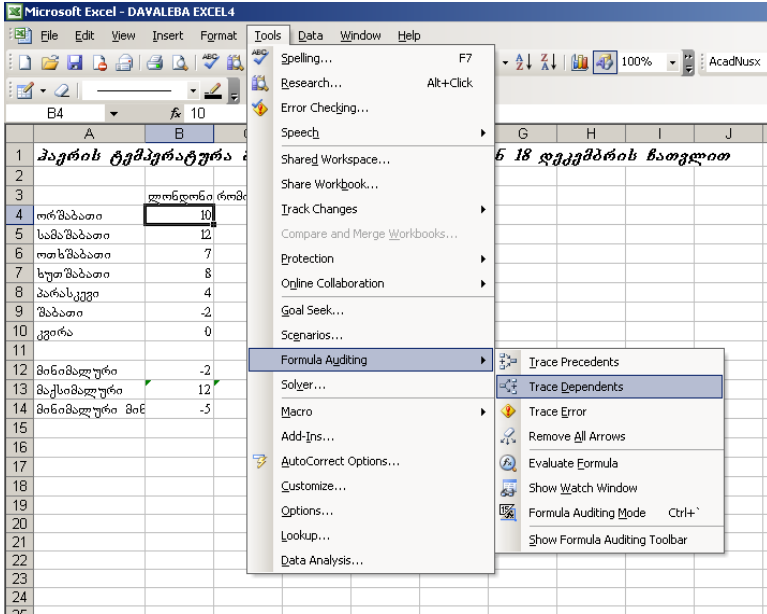 Microsoft Excel - DAVALEBA EXCEL4
File Edit View Insert Format Tools Data Window Help
100% AcadNusx
B4 fx 10
Spelling... F7
Research... Alt+Click
Error Checking...
Speech
Shared Workspace...
Share Workbook...
Track Changes
Compare and Merge Workbooks...
Protection
Online Collaboration
Goal Seek...
Scenarios...
Formula Auditing
Solver...
Macro
Add-Ins...
AutoCorrect Options...
Customize...
Options...
Lookup...
Data Analysis...
Trace Precedents
Trace Dependents
Trace Error
Remove All Arrows
Evaluate Formula
Show Watch Window
Formula Auditing Mode Ctrl+`
Show Formula Auditing Toolbar
A B G H I J
1 ჰაერის ტემპერატურა 18 დეკემბრის ჩათვლით
2
3 ლონდონი
4 ორშაბათი 10
5 სამაშაბათი 12
6 ოთხშაბათი 7
7 ხუთშაბათი 8
8 პარასკევი 4
9 შაბათი -2
10 კვირა 0
11
12 მინიმალური -2
13 მაქსიმალური 12
14 მინიმალური -5
15
16
17
18
19
20
21
22
23
24